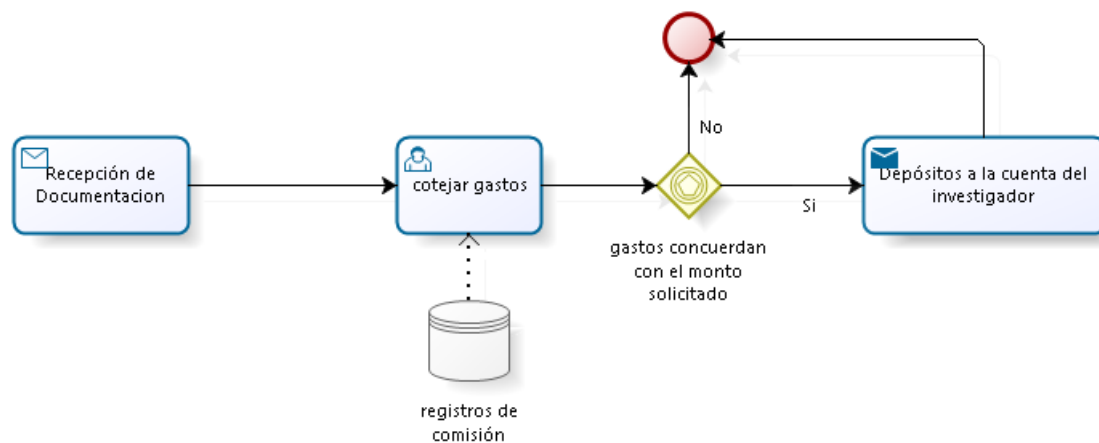 Recepción de
Documentacion
cotejar gastos
No
Si
Depósitos a la cuenta del
investigador
gastos concuerdan
con el monto
solicitado
registros de
comisión